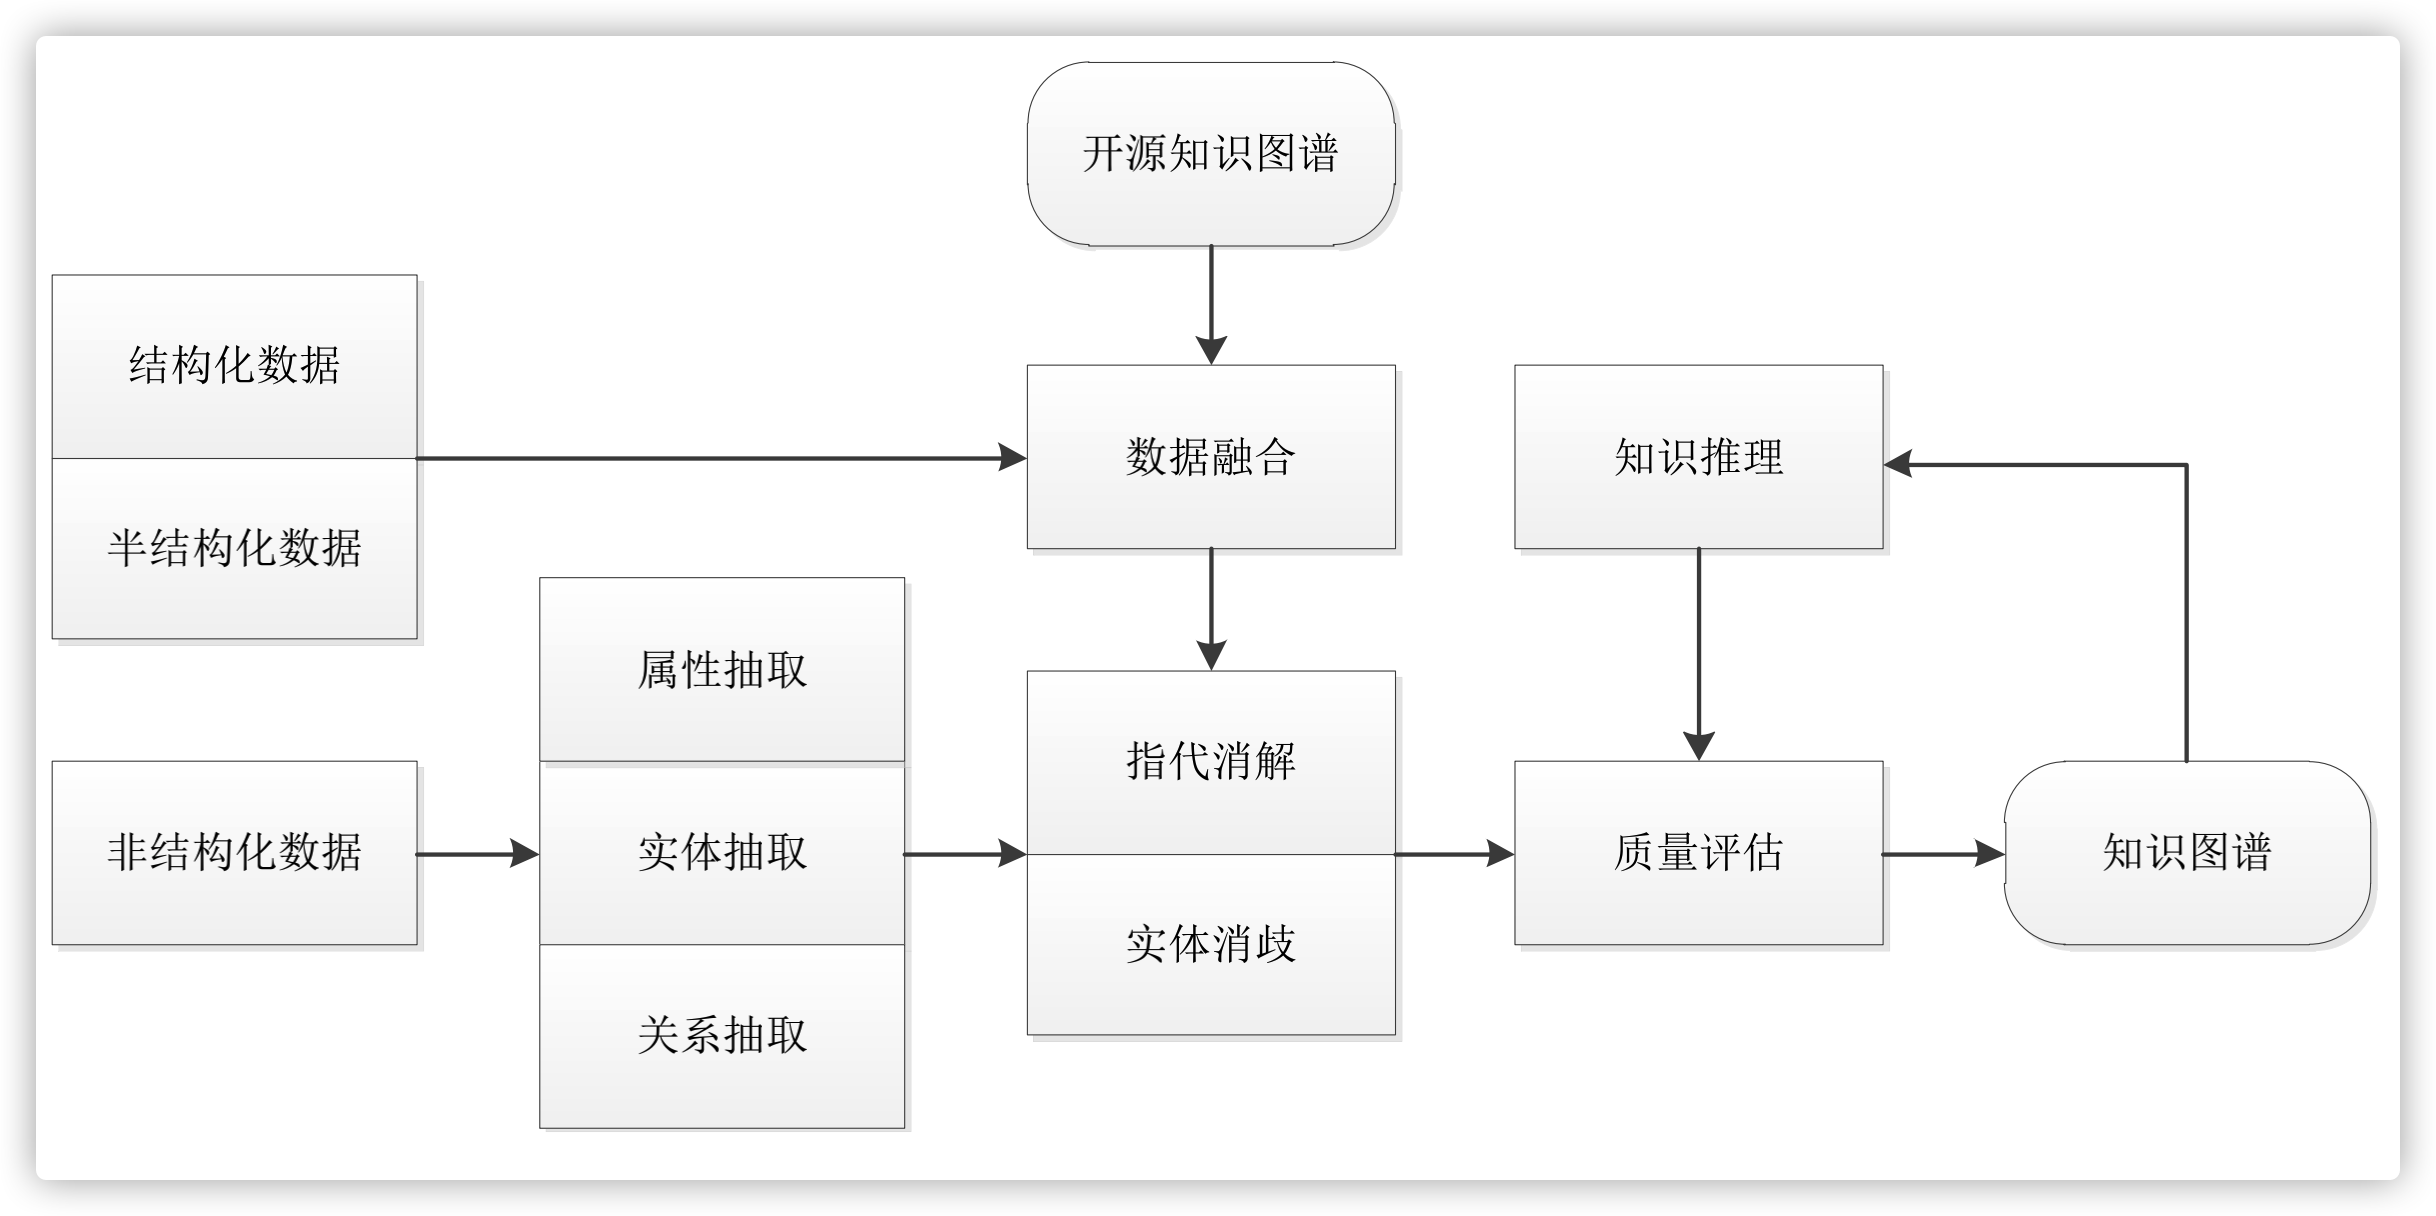 开源知识图谱
结构化数据
半结构化数据
数据融合
知识推理
属性抽取
指代消解
非结构化数据
实体抽取
质量评估
知识图谱
实体消歧
关系抽取